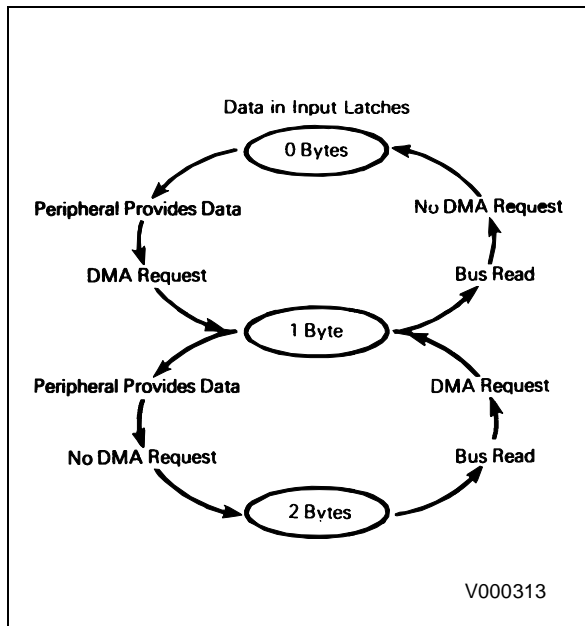 Data in Input Latches
0 Bytes
Peripheral Provides Data
No DMA Request
DMA Request
Bus Read
1 Byte
Peripheral Provides Data
DMA Request
No DMA Request
Bus Read
2 Bytes
V000313